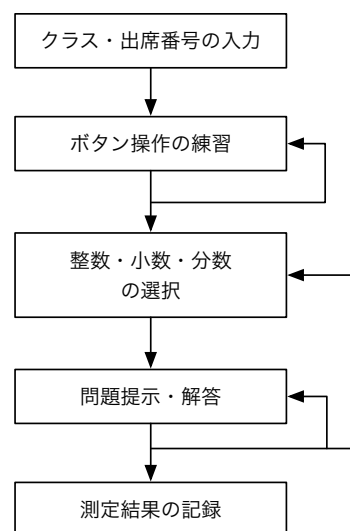 クラス・出席番号の入力
ボタン操作の練習
整数・小数・分数
の選択
問題提示・解答
測定結果の記録